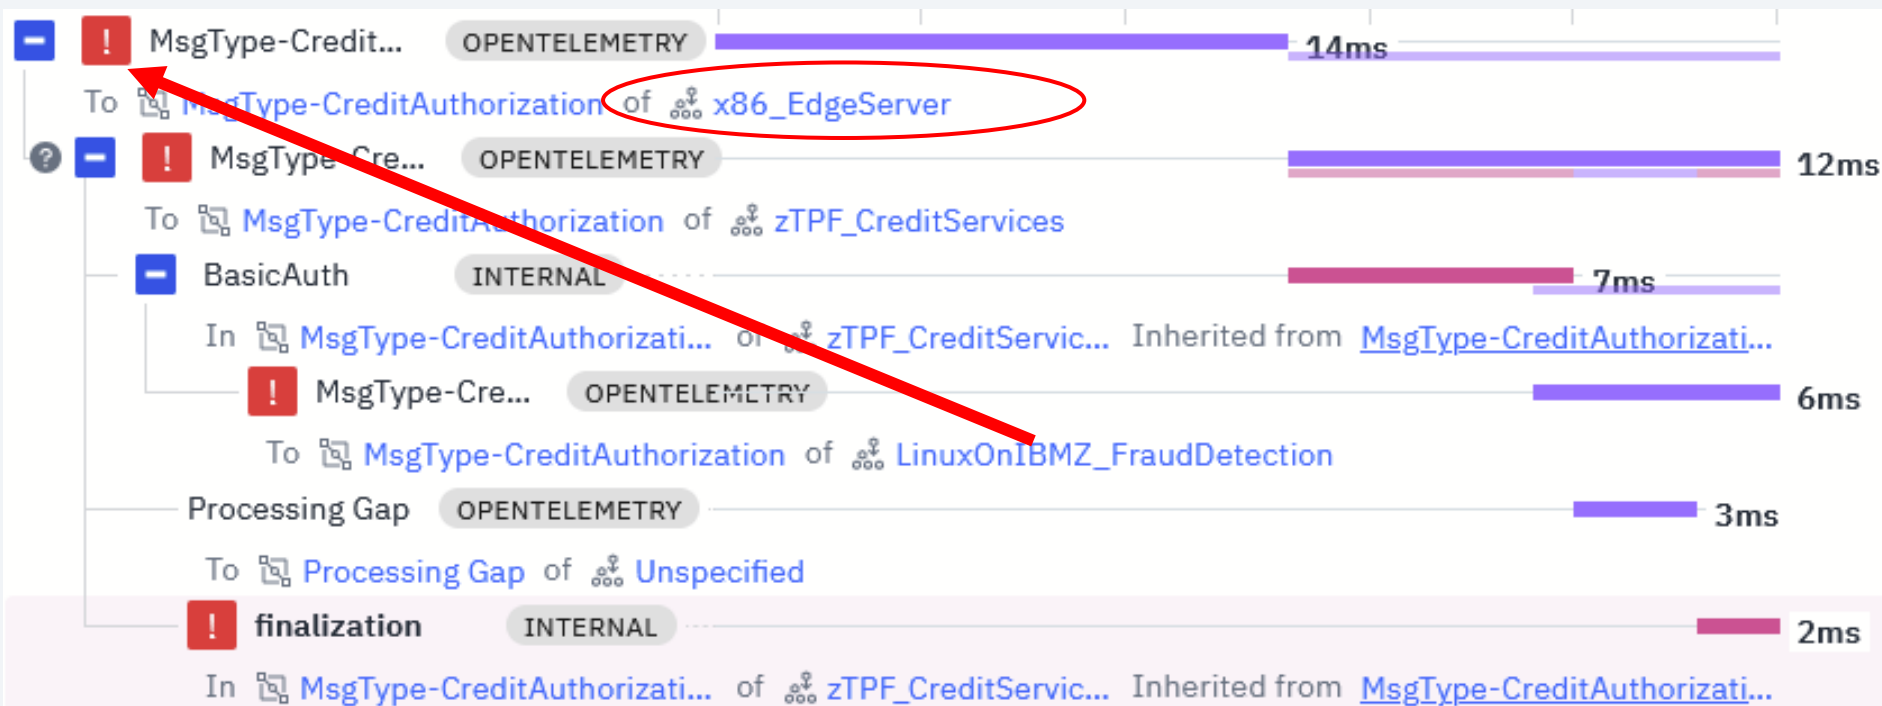 ! MsgType-Credit... OPENTELEMETRY 14ms
To MsgType-CreditAuthorization of x86_EdgeServer
? ! MsgType-Cre... OPENTELEMETRY 12ms
To MsgType-CreditAuthorization of zTPF_CreditServices
BasicAuth INTERNAL 7ms
In MsgType-CreditAuthorizati... of zTPF_CreditServic... Inherited from MsgType-CreditAuthorizati...
! MsgType-Cre... OPENTELEMETRY 6ms
To MsgType-CreditAuthorization of LinuxOnIBMZ_FraudDetection
Processing Gap OPENTELEMETRY 3ms
To Processing Gap of Unspecified
! finalization INTERNAL 2ms
In MsgType-CreditAuthorizati... of zTPF_CreditServic... Inherited from MsgType-CreditAuthorizati...